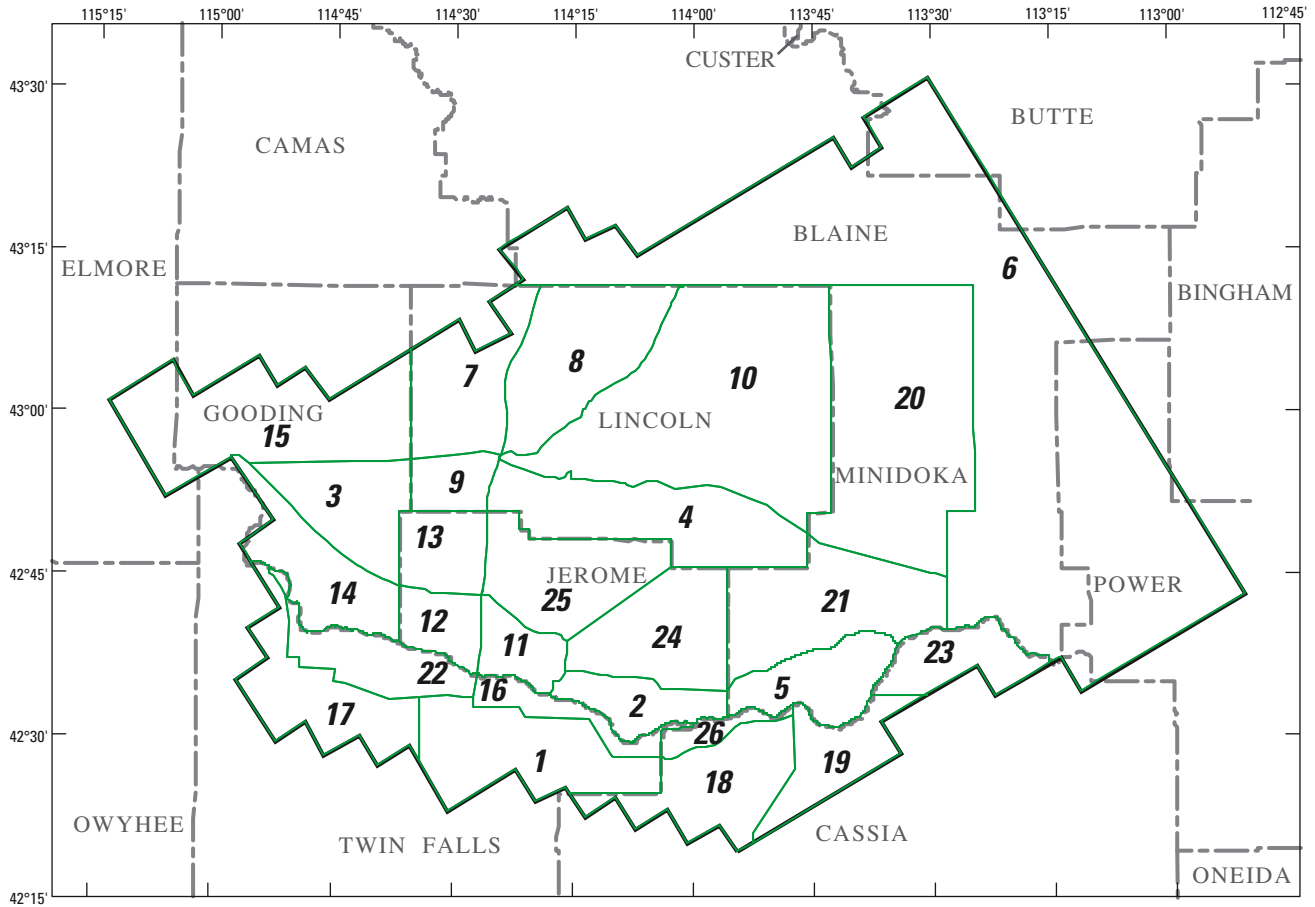 115°15' 115°00' 114°45' 114°30' 114°15' 114°00' 113°45' 113°30' 113°15' 113°00' 112°45'
CUSTER
43°30'
BUTTE
CAMAS
BLAINE
43°15'
ELMORE
6
BINGHAM
8
7
10
20
43°00'
GOODING
LINCOLN
15
MINIDOKA
9
3
4
13
42°45'
JEROME
POWER
14
25
21
12
24
11
23
22
16
5
2
17
26
42°30'
1
19
18
OWYHEE
TWIN FALLS
CASSIA
ONEIDA
42°15'